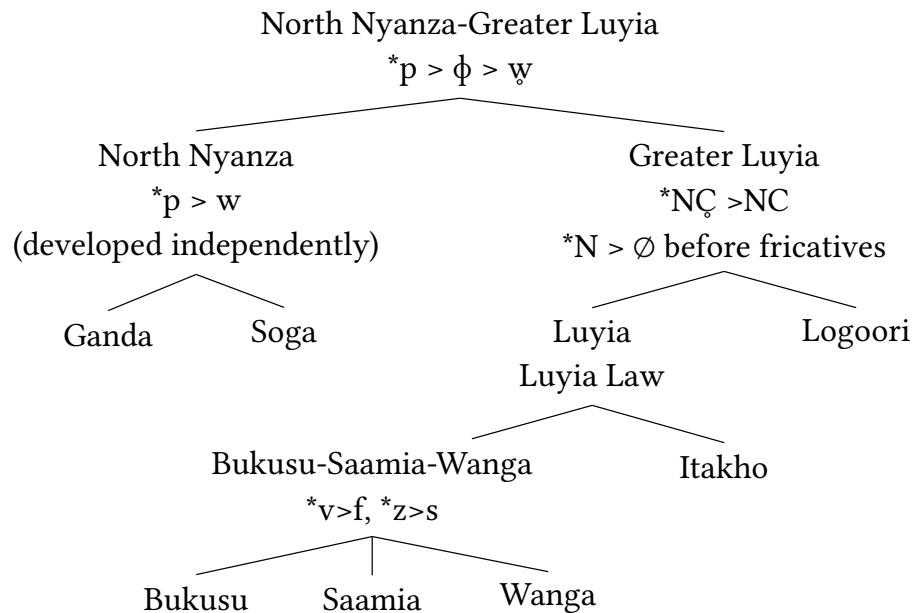 North Nyanza-Greater Luyia
*p > ɸ > w̥
North Nyanza Greater Luyia
*p > w *NC̥ >NC
(developed independently) *N > ∅ before fricatives
Ganda Soga Luyia Logoori
Luyia Law
Bukusu-Saamia-Wanga Itakho
*v>f, *z>s
Bukusu Saamia Wanga